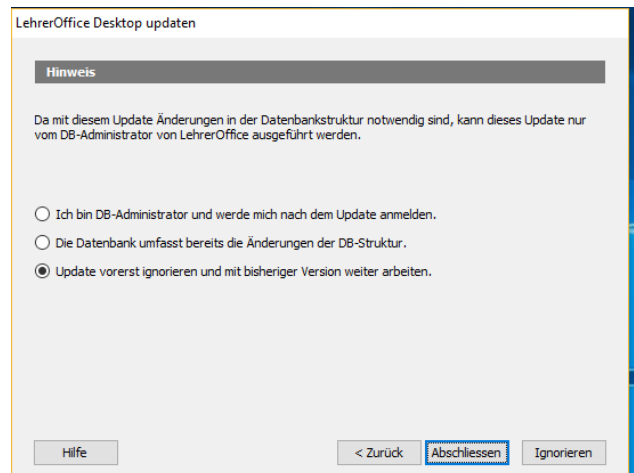 LehrerOffice Desktop updaten
Hinweis
Da mit diesem Update Änderungen in der Datenbankstruktur notwendig sind, kann dieses Update nur
vom DB-Administrator von LehrerOffice ausgeführt werden.
Ich bin DB-Administrator und werde mich nach dem Update anmelden.
Die Datenbank umfasst bereits die Änderungen der DB-Struktur.
Update vorerst ignorieren und mit bisheriger Version weiter arbeiten.
Hilfe < Zurück Abschliessen Ignorieren